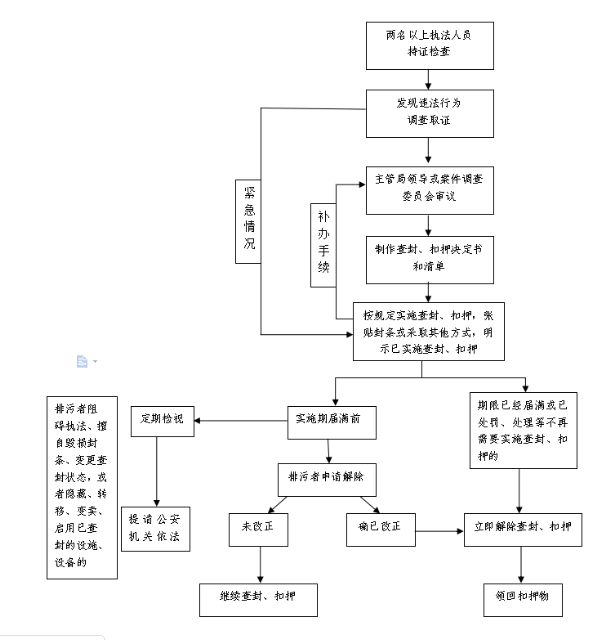 两名以上执法人员
持证检查
发现违法行为
调查取证
主管局领导或案件调查
委员会审议
制作查封、扣押决定书
和清单
按规定实施查封、扣押，张
贴封条或采取其他方式，明
示已实施查封、扣押
紧
急
情
况
补
办
手
续
排污者阻
碍执法、擅
自毁损封
条、变更查
封状态，或
者隐藏、转
移、变卖、
启用已查
封的设施、
设备的
定期检视
实施期届满前
期限已经届满或已
处罚、处理等不再
需要实施查封、扣
押的
排污者申请解除
提请公安
机关依法
未改正
确已改正
立即解除查封、扣押
继续查封、扣押
领回扣押物